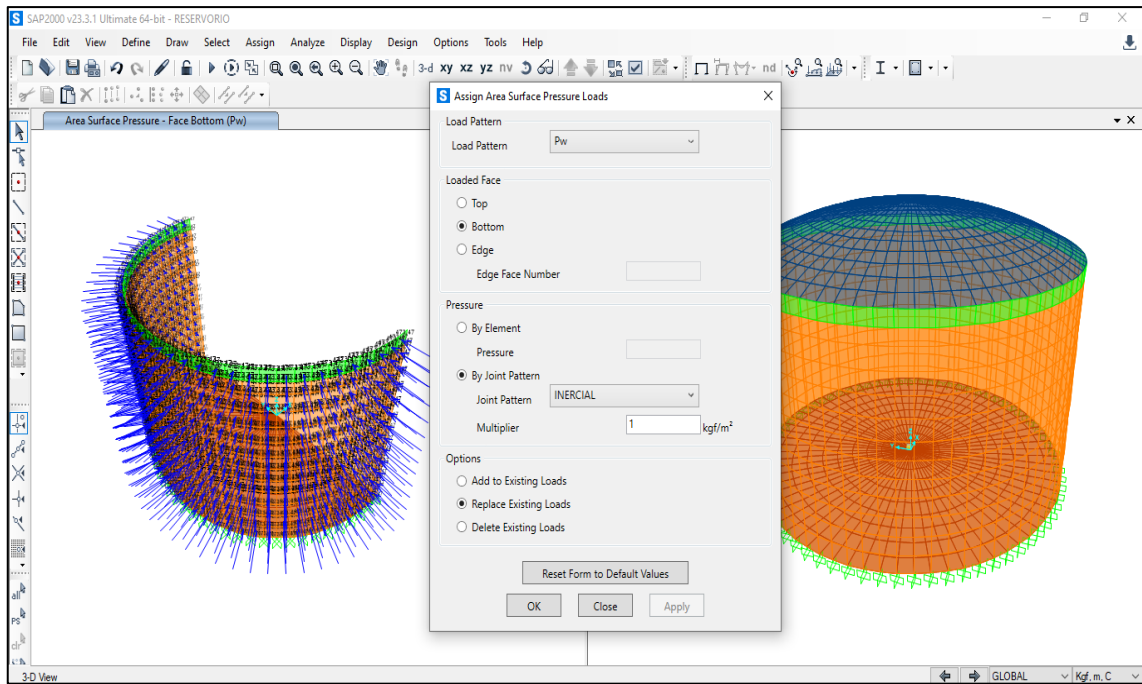 SAP2000 v23.3.1 Ultimate 64-bit - RESERVORIO
File Edit View Define Draw Select Assign Analyze Display Design Options Tools Help
3-d xy xz yz nv nd
Area Surface Pressure - Face Bottom (Pw)
Assign Area Surface Pressure Loads
Load Pattern
Load Pattern Pw
Loaded Face
Top
Bottom
Edge
Edge Face Number
Pressure
By Element
Pressure
By Joint Pattern
Joint Pattern INERCIAL
Multiplier 1 kgf/m²
Options
Add to Existing Loads
Replace Existing Loads
Delete Existing Loads
Reset Form to Default Values
OK Close Apply
all
PS
clr
3-D View GLOBAL Kgf, m, C